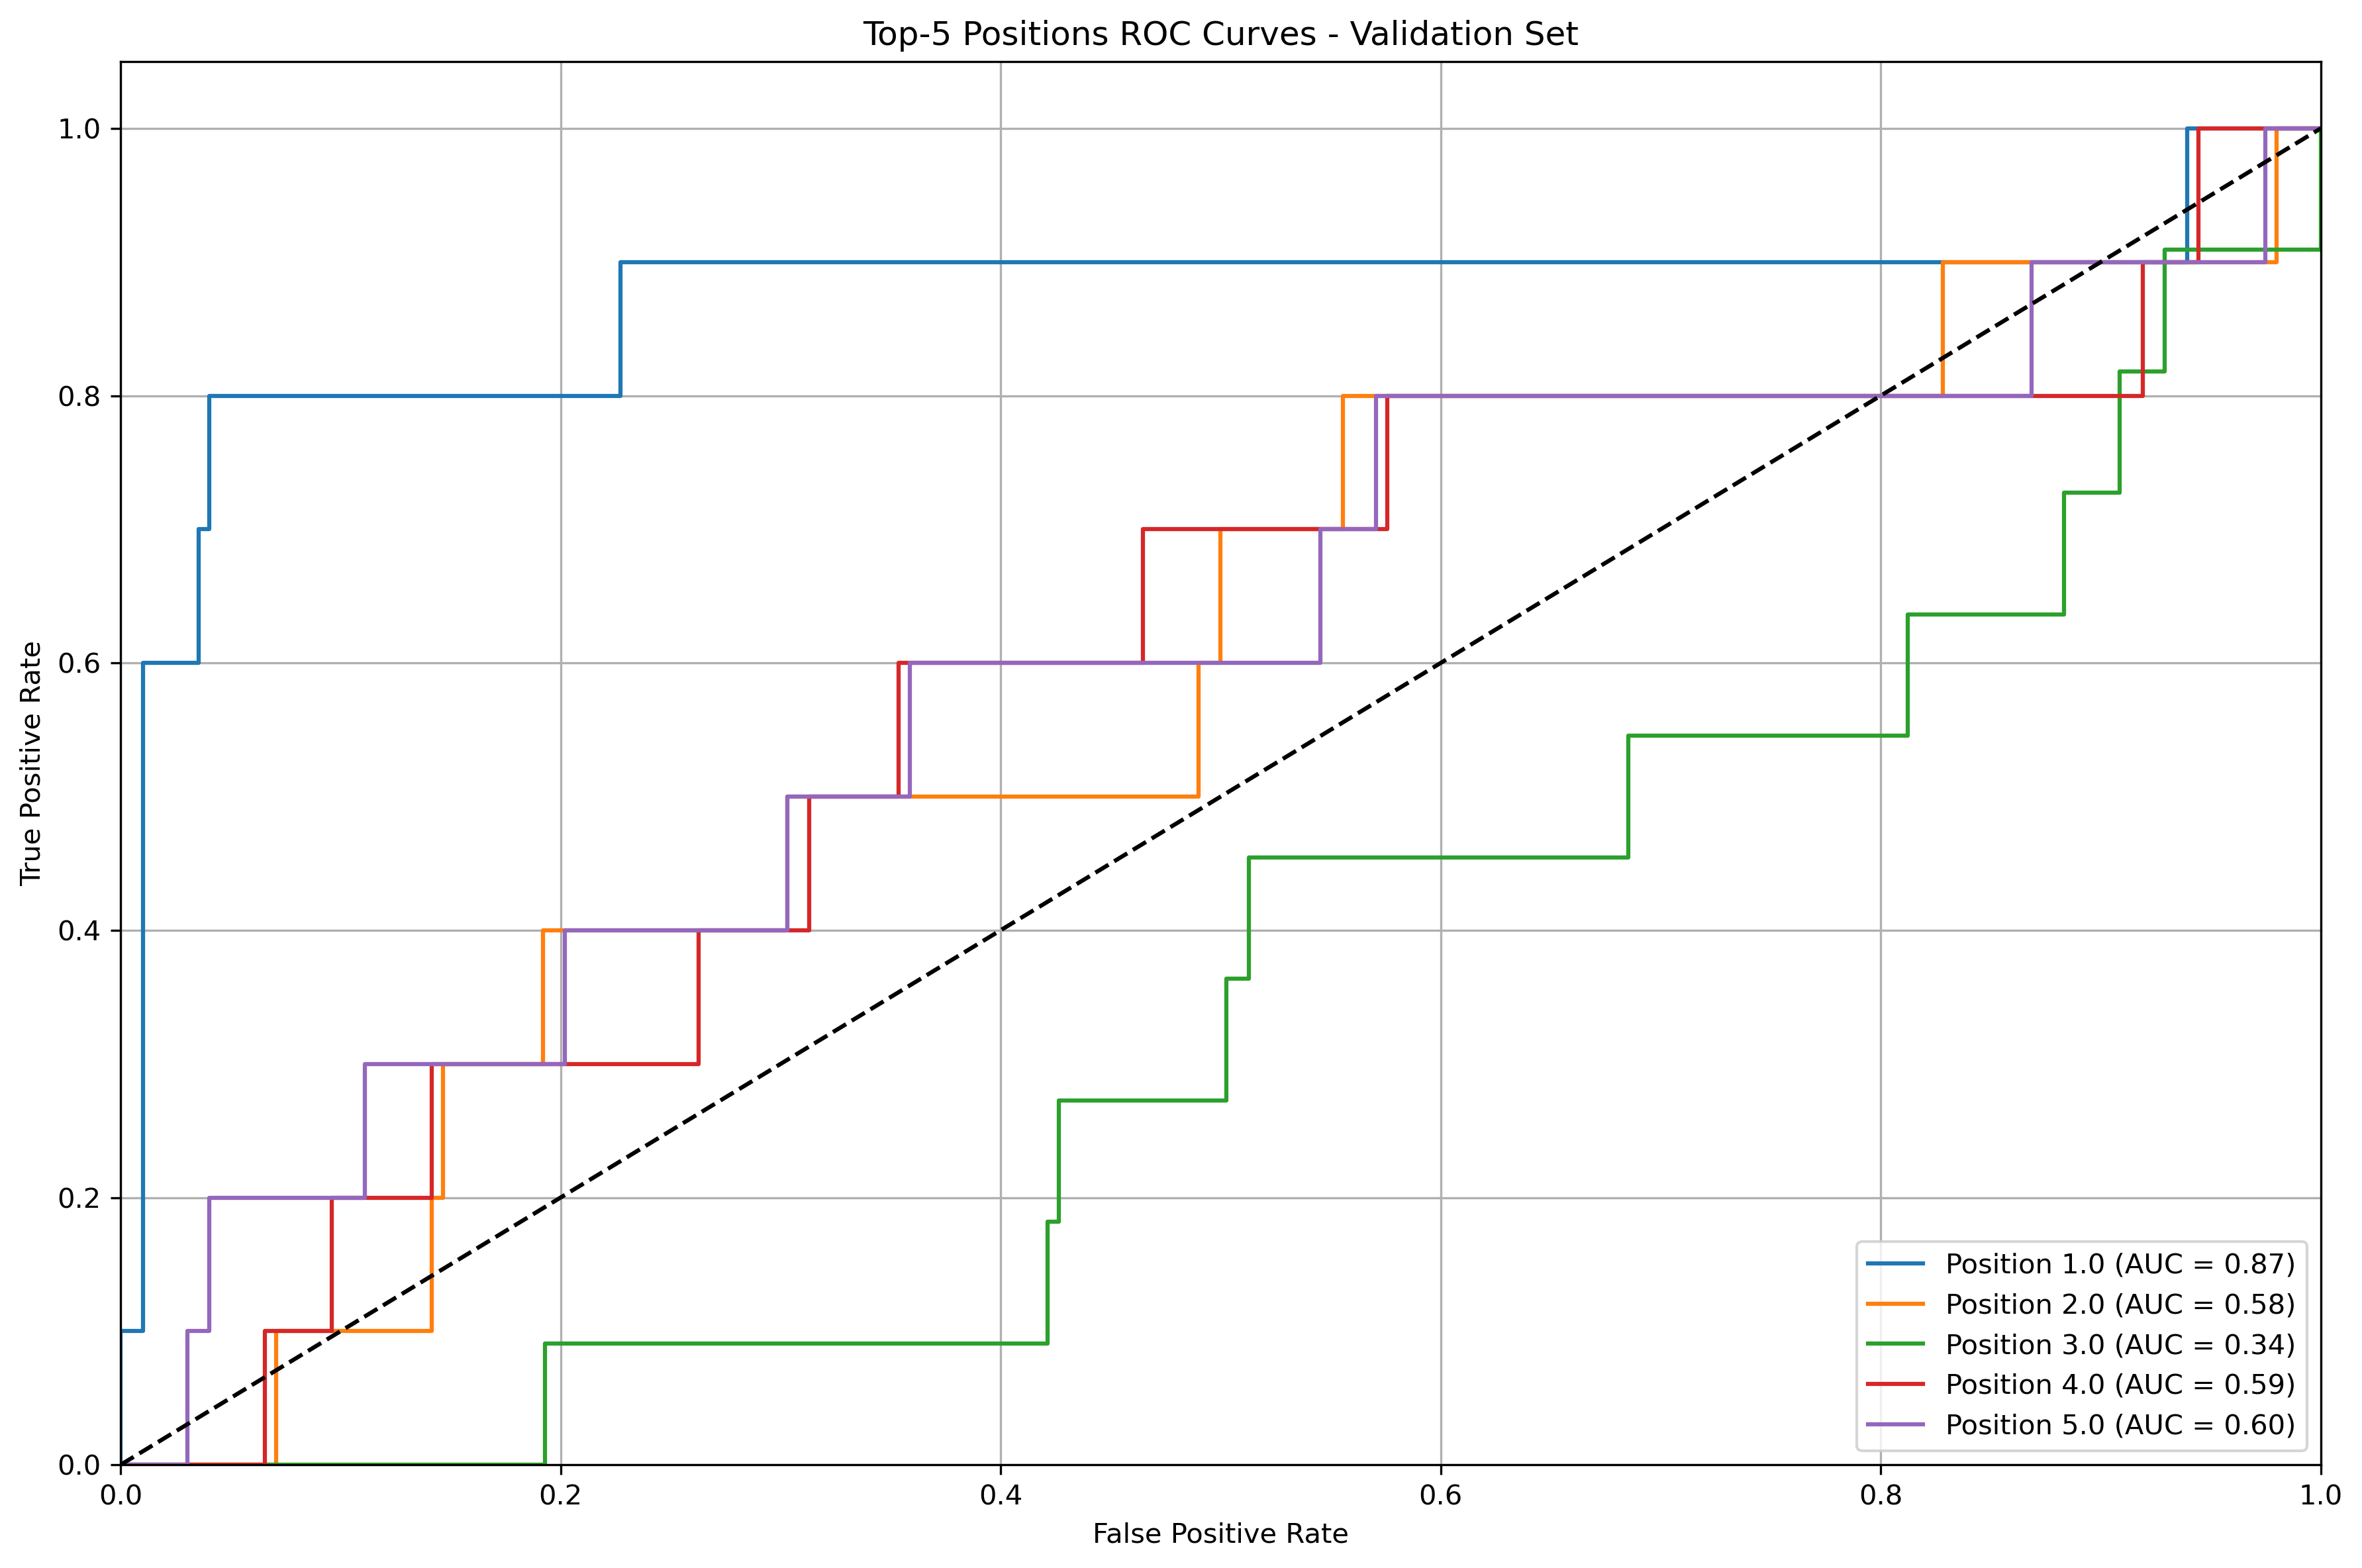 Top-5 Positions ROC Curves - Validation Set
True Positive Rate
1.0
0.8
0.6
0.4
0.2
0.0
0.0 0.2 0.4 0.6 0.8 1.0
False Positive Rate
Position 1.0 (AUC = 0.87)
Position 2.0 (AUC = 0.58)
Position 3.0 (AUC = 0.34)
Position 4.0 (AUC = 0.59)
Position 5.0 (AUC = 0.60)